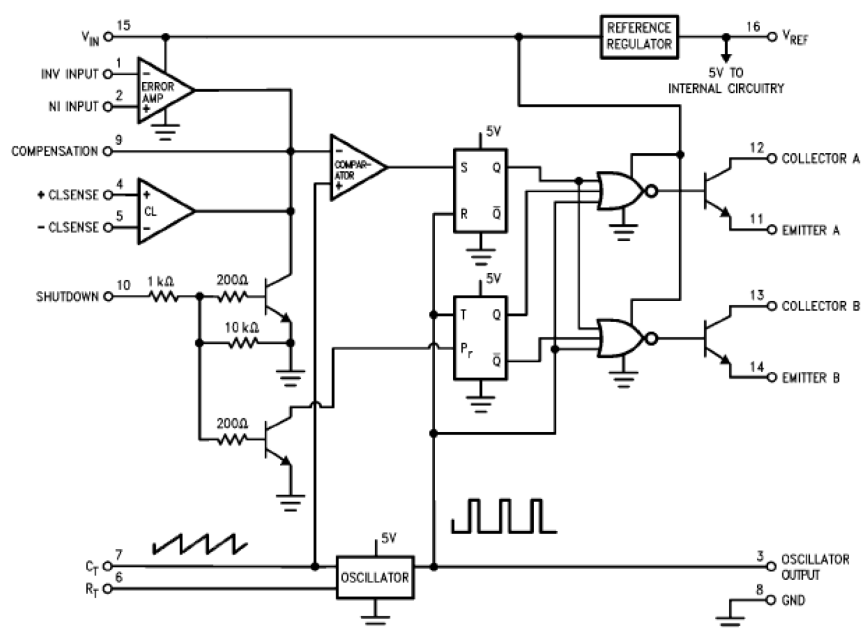 VIN 15
REFERENCE REGULATOR
16 VREF
5V TO INTERNAL CIRCUITRY
INV INPUT 1
NI INPUT 2
− ERROR AMP +
COMPENSATION 9
− COMPAR- ATOR +
+ CLSENSE 4
− CLSENSE 5
+ CL −
5V
S Q
R Q̅
12 COLLECTOR A
11 EMITTER A
SHUTDOWN 10
1 kΩ
200Ω
10 kΩ
200Ω
5V
T Q
Pr Q̅
13 COLLECTOR B
14 EMITTER B
CT 7
RT 6
5V
OSCILLATOR
3 OSCILLATOR OUTPUT
8 GND